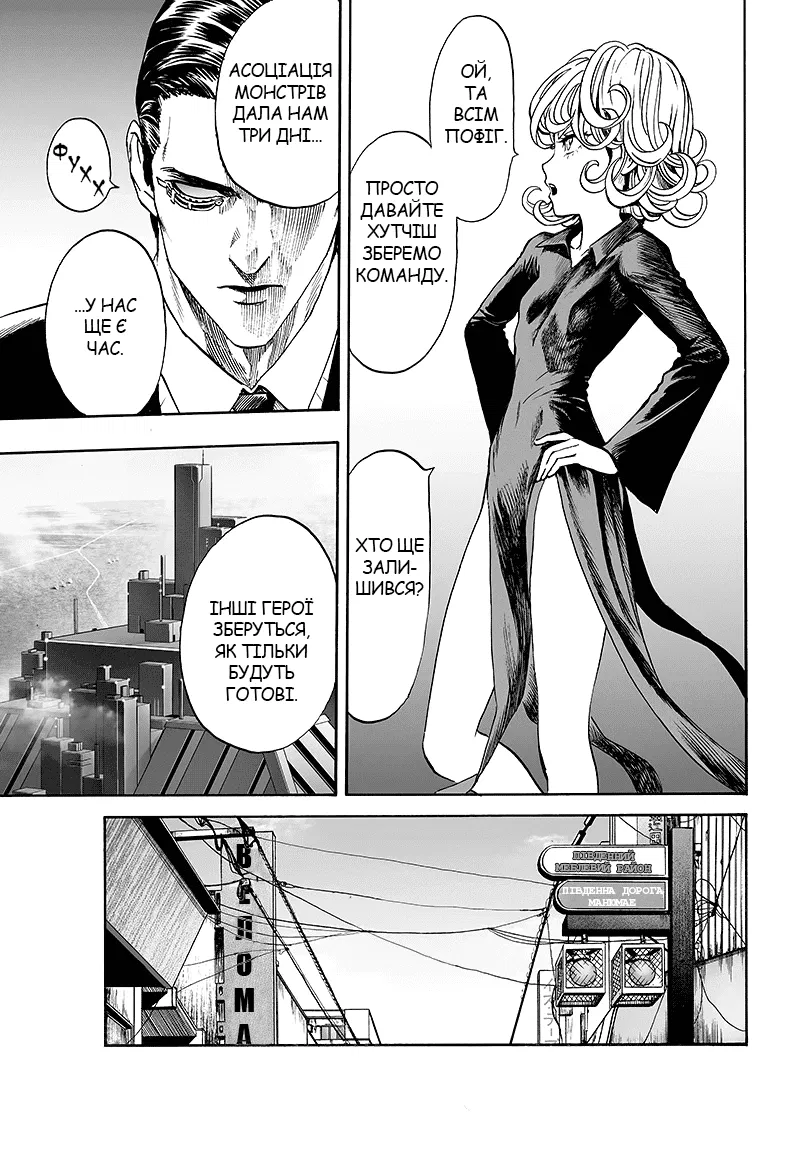 ОЙ,
ТА
ВСІМ
ПОФІГ.
ПРОСТО
ДАВАЙТЕ
ХУТЧІШ
ЗБЕРЕМО
КОМАНДУ.
ХТО ЩЕ
ЗАЛИ-
ШИВСЯ?
АСОЦІАЦІЯ
МОНСТРІВ
ДАЛА НАМ
ТРИ ДНІ...
ФУХХ
...У НАС
ЩЕ Є
ЧАС.
ІНШІ ГЕРОЇ
ЗБЕРУТЬСЯ,
ЯК ТІЛЬКИ
БУДУТЬ
ГОТОВІ.
ПІВДЕННИЙ
МЕБЛЕВИЙ РАЙОН
ПІВДЕННА ДОРОГА
МАНЮМАЕ
ВЕЛОМА